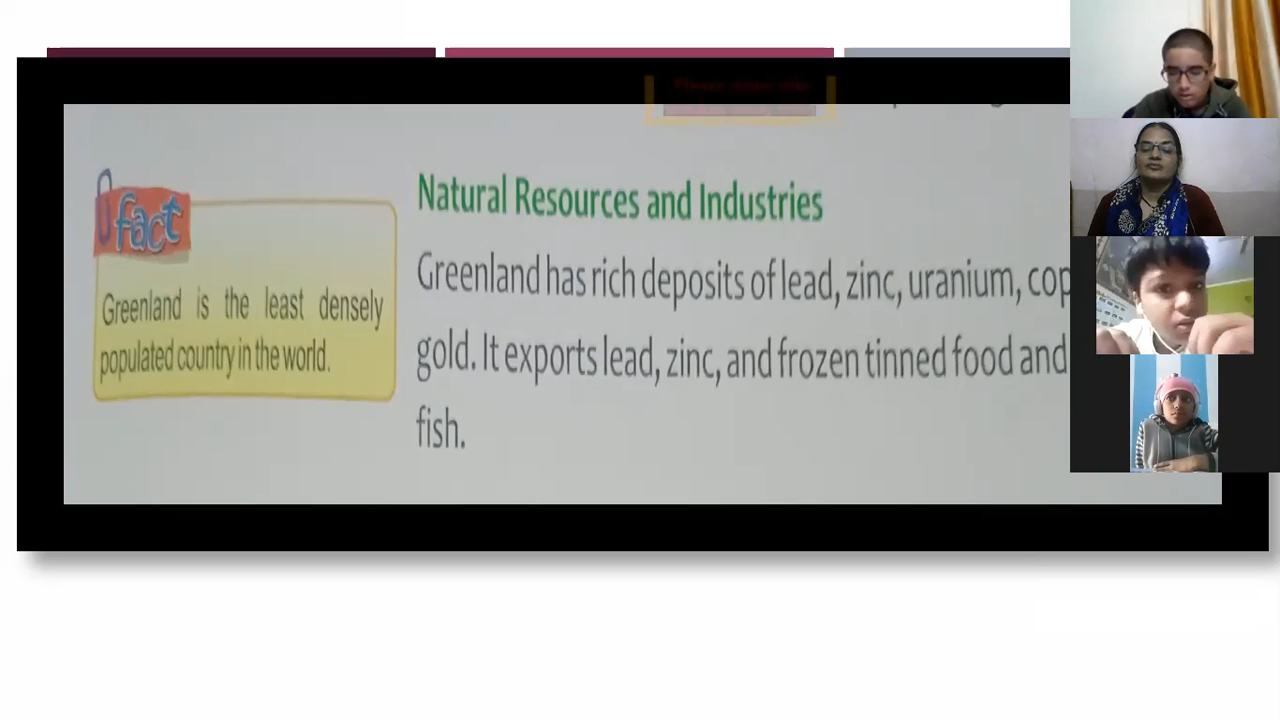 fact
Greenland is the least densely
populated country in the world.
Natural Resources and Industries
Greenland has rich deposits of lead, zinc, uranium,
gold. It exports lead, zinc, and frozen tinned food and
fish.